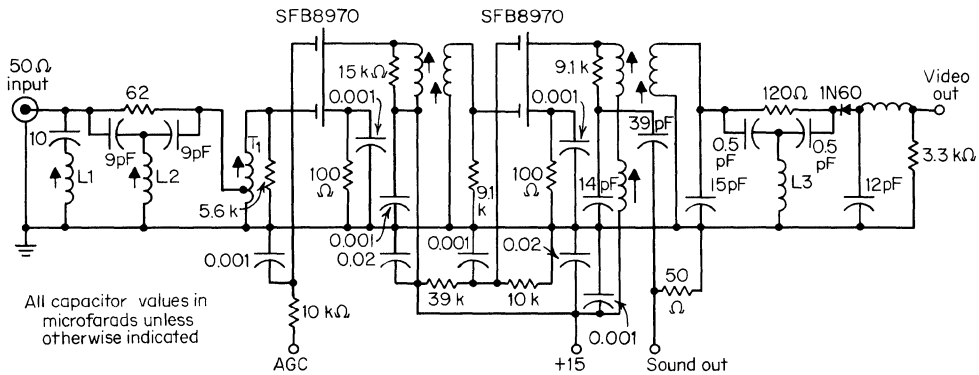 SFB8970
SFB8970
50Ω
input
62
10
9pF
9pF
L1
L2
T1
5.6 k
0.001
10 kΩ
AGC
100
Ω
0.001
15 kΩ
0.001
0.02
39 k
9.1
k
0.001
10 k
100
Ω
0.001
9.1 k
14 pF
0.02
0.001
+15
39 pF
Sound out
50
Ω
15pF
120Ω
0.5
pF
0.5
pF
L3
1N60
12pF
Video
out
3.3 kΩ
All capacitor values in
microfarads unless
otherwise indicated